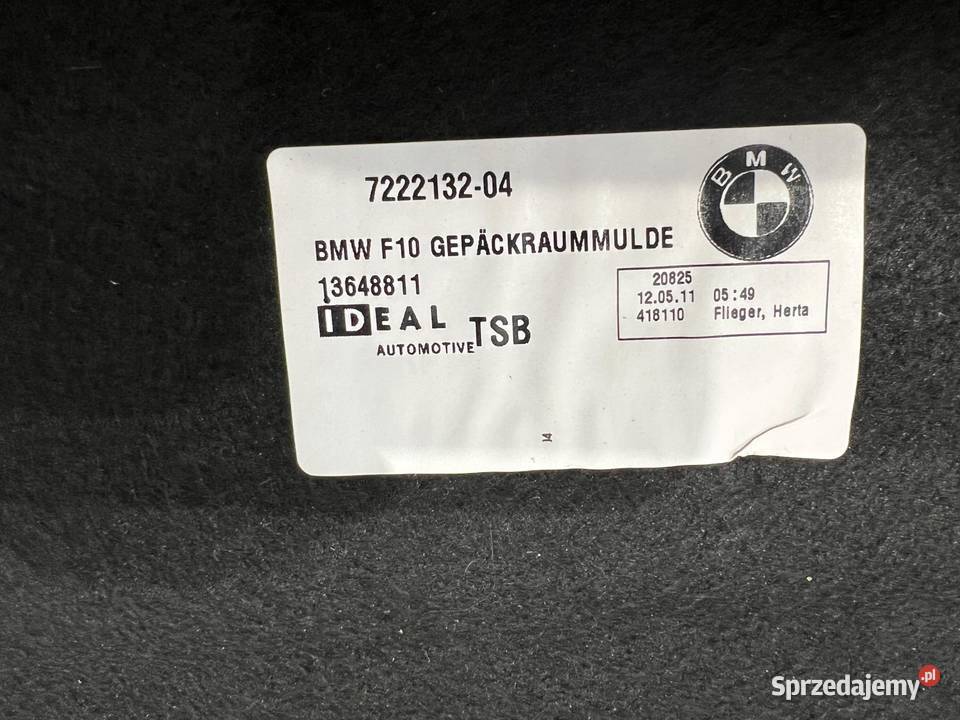 7222132-04
BMW
BMW F10 GEPÄCKRAUMMULDE
13648811
IDEAL TSB
AUTOMOTIVE
20825
12.05.11 05:49
418110 Flieger, Herta
Sprzedajemy.pl